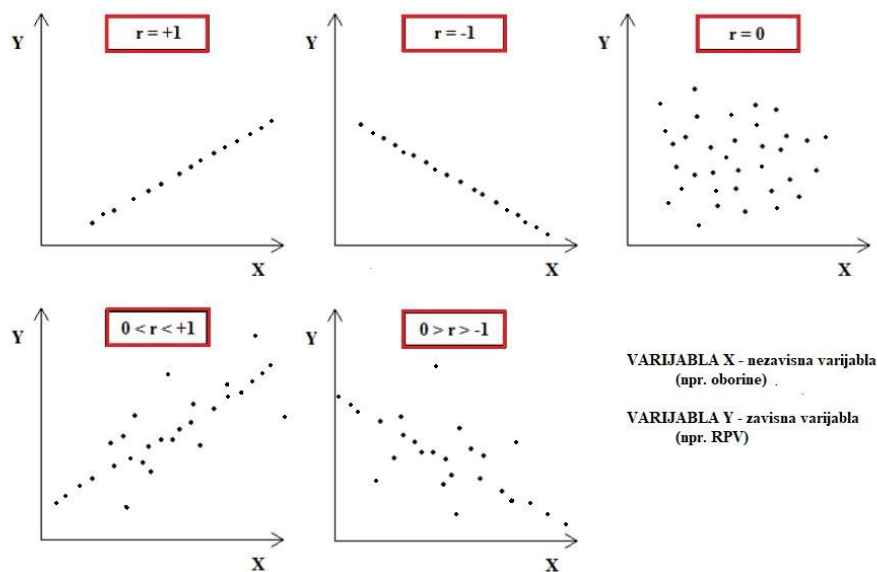 r = +1
Y
X
r = -1
Y
X
r = 0
Y
X
0 < r < +1
Y
X
0 > r > -1
Y
X
VARIJABLA X - nezavisna varijabla
(npr. oborine)
VARIJABLA Y - zavisna varijabla
(npr. RPV)